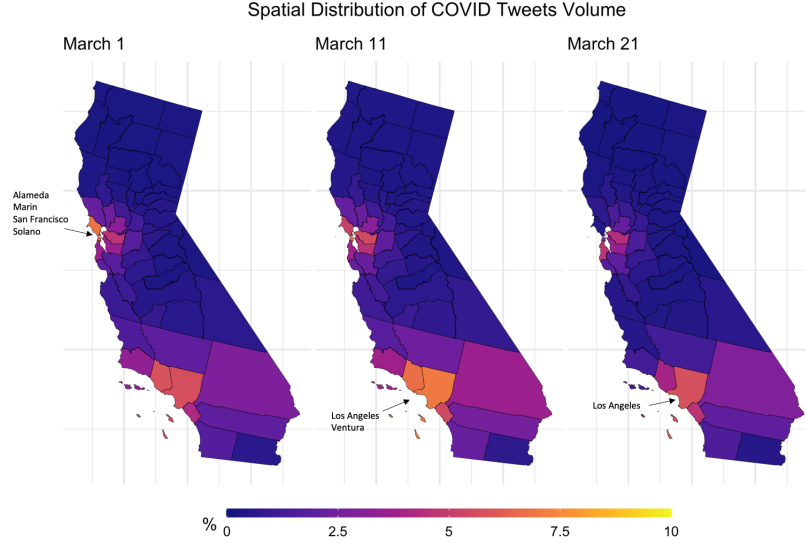 Spatial Distribution of COVID Tweets Volume
March 1
March 11
March 21
Alameda
Marin
San Francisco
Solano
Los Angeles
Ventura
Los Angeles
%
0
2.5
5
7.5
10